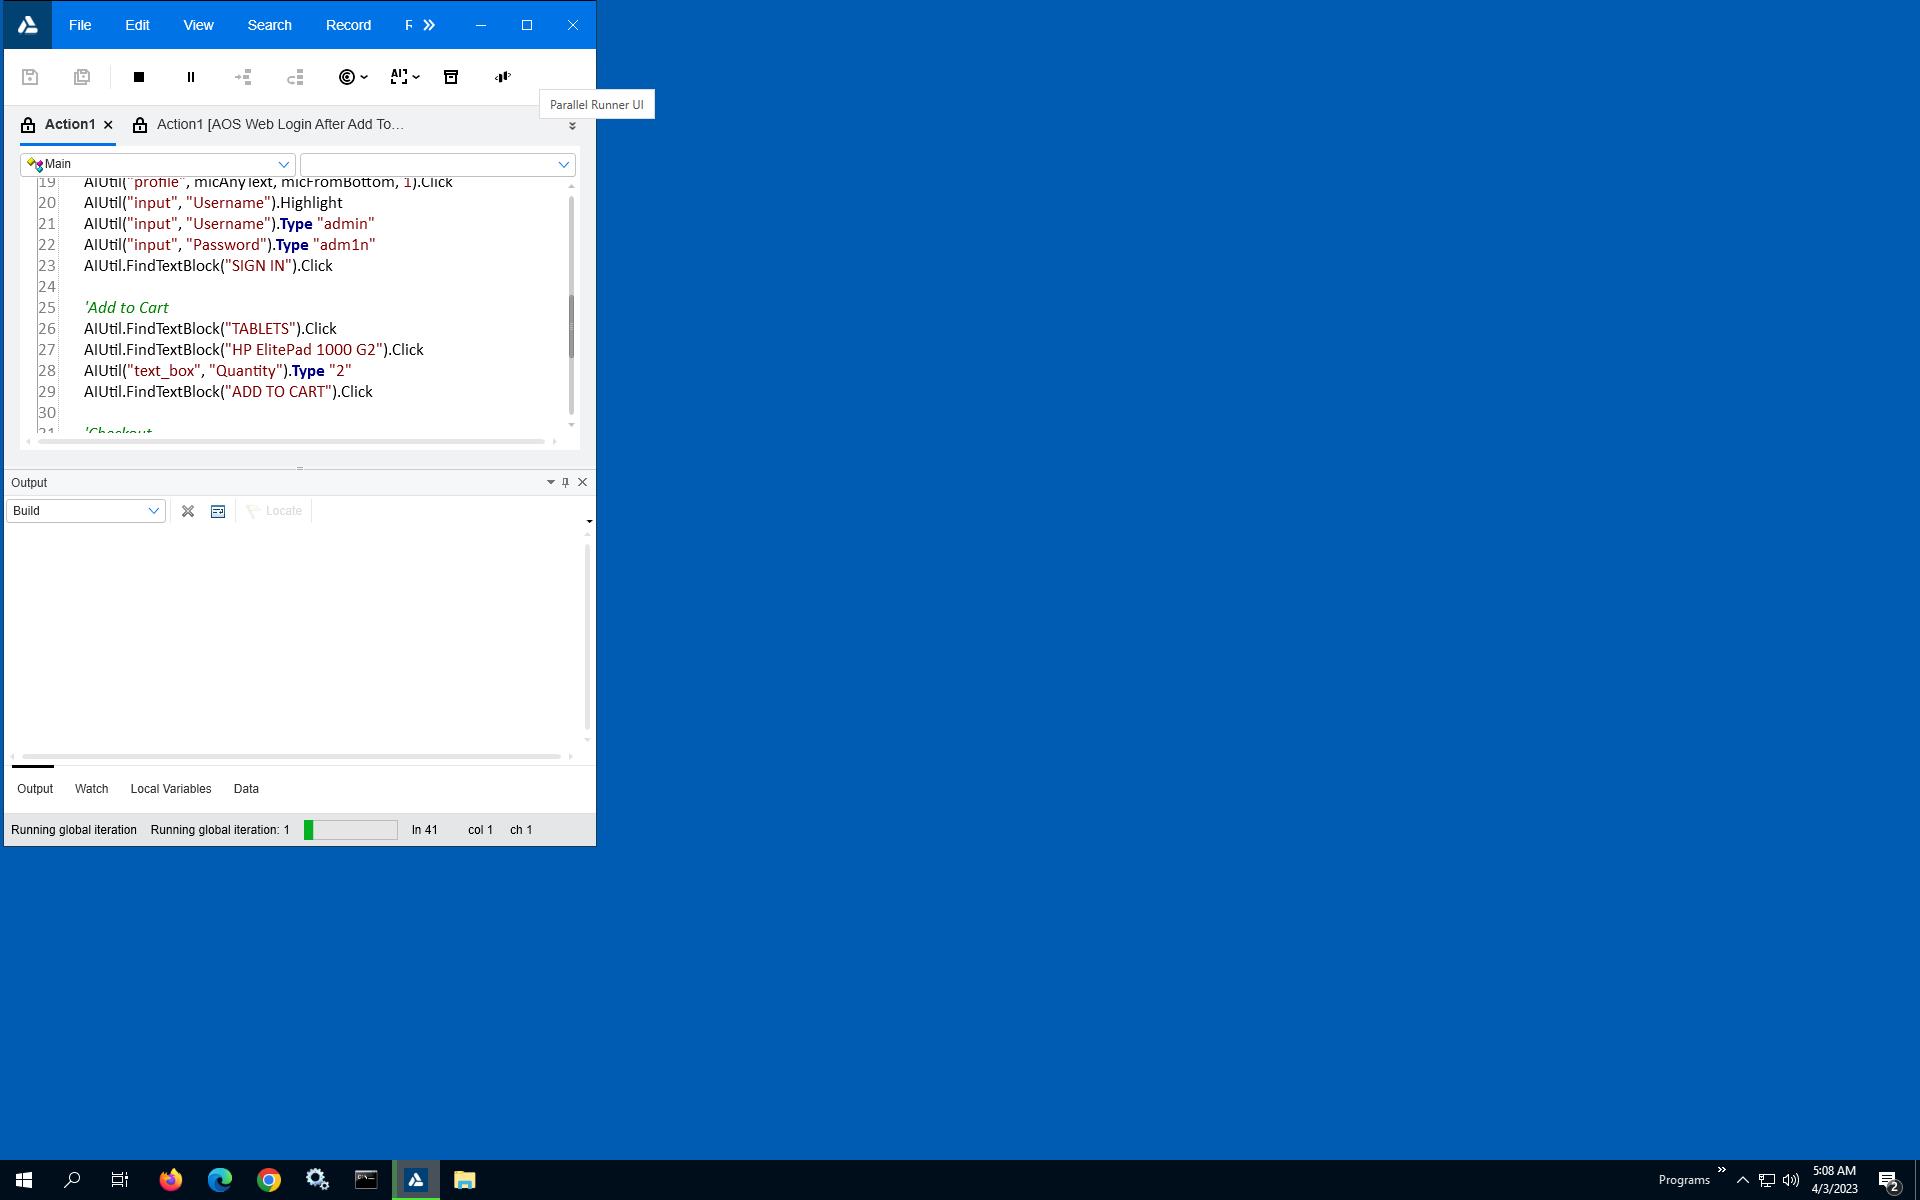 File Edit View Search Record R
Parallel Runner UI
Action1 Action1 [AOS Web Login After Add To...
Main
19 AIUtil("profile", micAnyText, micFromBottom, 1).Click
20 AIUtil("input", "Username").Highlight
21 AIUtil("input", "Username").Type "admin"
22 AIUtil("input", "Password").Type "adm1n"
23 AIUtil.FindTextBlock("SIGN IN").Click
24
25 'Add to Cart
26 AIUtil.FindTextBlock("TABLETS").Click
27 AIUtil.FindTextBlock("HP ElitePad 1000 G2").Click
28 AIUtil("text_box", "Quantity").Type "2"
29 AIUtil.FindTextBlock("ADD TO CART").Click
30
31 'Checkout
Output
Build Locate
Output Watch Local Variables Data
Running global iteration Running global iteration: 1 ln 41 col 1 ch 1
Programs 5:08 AM
4/3/2023 2